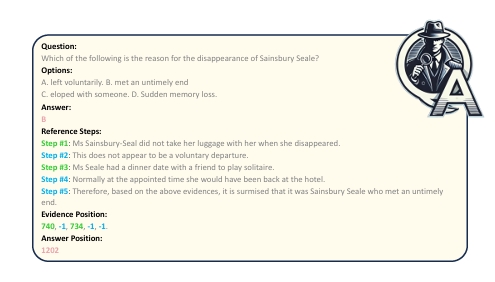 Question:
Which of the following is the reason for the disappearance of Sainsbury Seale?
Options:
A. left voluntarily. B. met an untimely end
C. eloped with someone. D. Sudden memory loss.
Answer:
B
Reference Steps:
Step #1: Ms Sainsbury-Seal did not take her luggage with her when she disappeared.
Step #2: This does not appear to be a voluntary departure.
Step #3: Ms Seale had a dinner date with a friend to play solitaire.
Step #4: Normally at the appointed time she would have been back at the hotel.
Step #5: Therefore, based on the above evidences, it is surmised that it was Sainsbury Seale who met an untimely
end.
Evidence Position:
740, -1, 734, -1, -1.
Answer Position:
1202
A